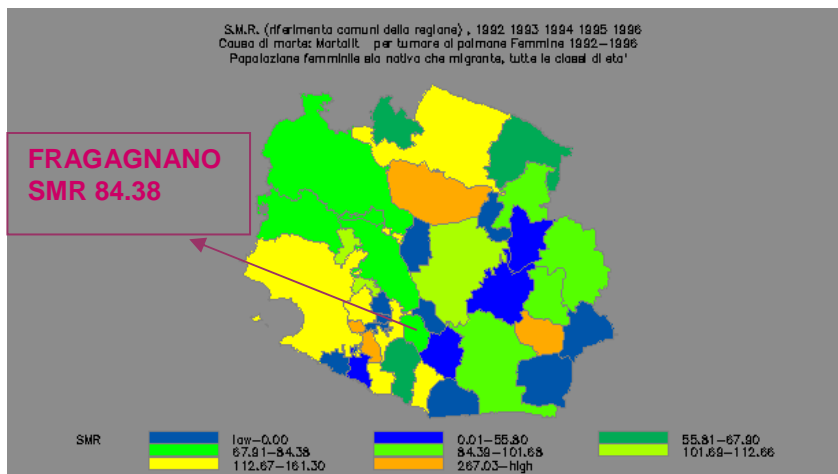 S.M.R. (riferimento comuni della regione) , 1992 1993 1994 1995 1996
Causa di morte: Mortalit  per tumore al polmone Femmine 1992–1996
Popolazione femminile sia nativa che migrante, tutte le classi di eta'
FRAGAGNANO
SMR 84.38
SMR low–0.00 0.01–55.80 55.81–67.90
67.91–84.38 84.39–101.68 101.69–112.66
112.67–161.30 267.03–high